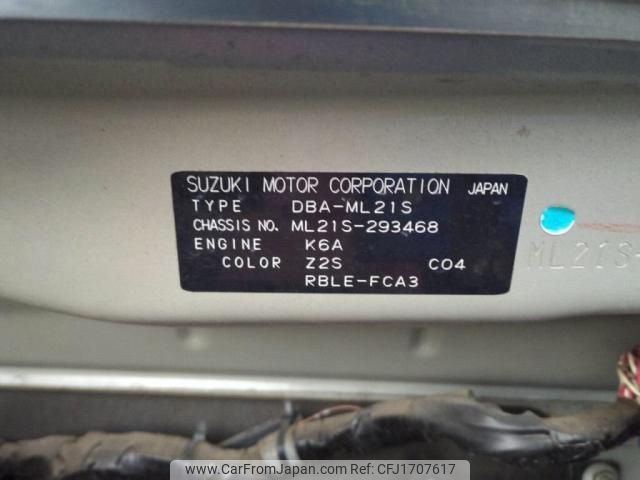 SUZUKI MOTOR CORPORATION JAPAN
TYPE DBA-ML21S
CHASSIS NO. ML21S-293468
ENGINE K6A
COLOR Z2S C04
RBLE-FCA3
ML21S-
www.CarFromJapan.com | CarFromJapan CFJ1707617